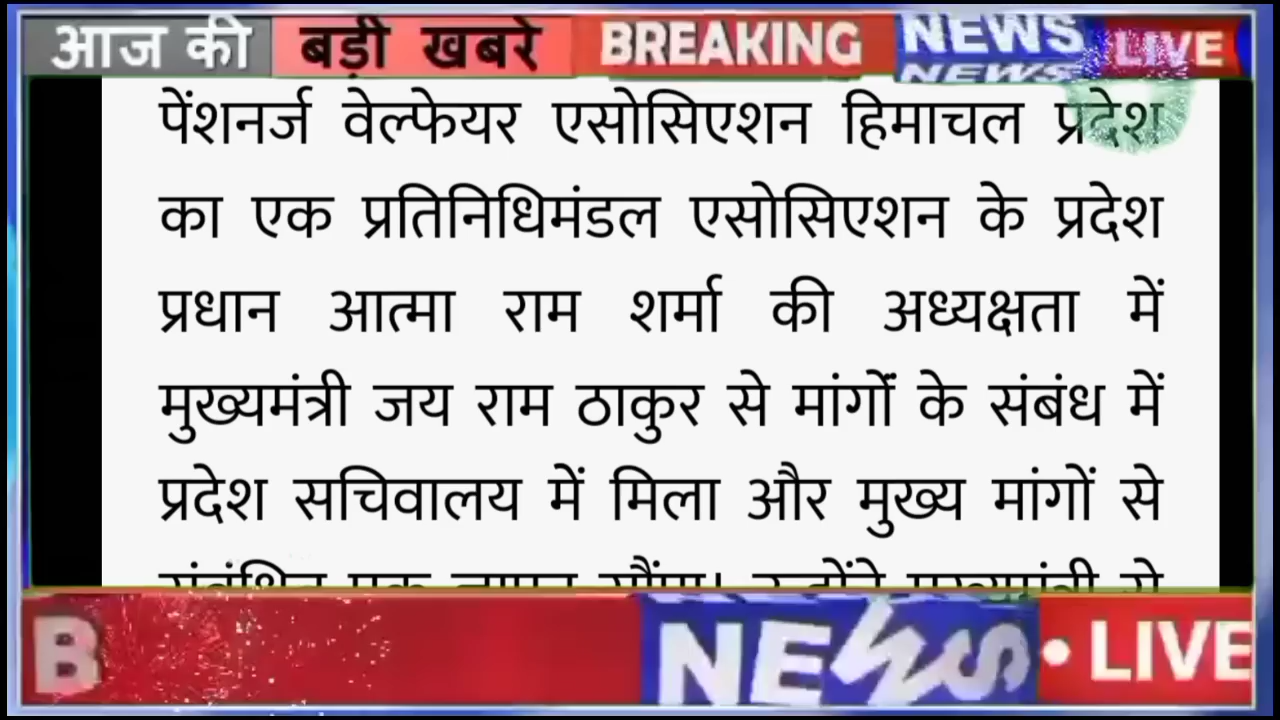 आज की बड़ी खबरे BREAKING NEWS LIVE
NEWS
पेंशनर्ज वेल्फेयर एसोसिएशन हिमाचल प्रदेश
का एक प्रतिनिधिमंडल एसोसिएशन के प्रदेश
प्रधान आत्मा राम शर्मा की अध्यक्षता में
मुख्यमंत्री जय राम ठाकुर से मांगों के संबंध में
प्रदेश सचिवालय में मिला और मुख्य मांगों से
B NEWS • LIVE